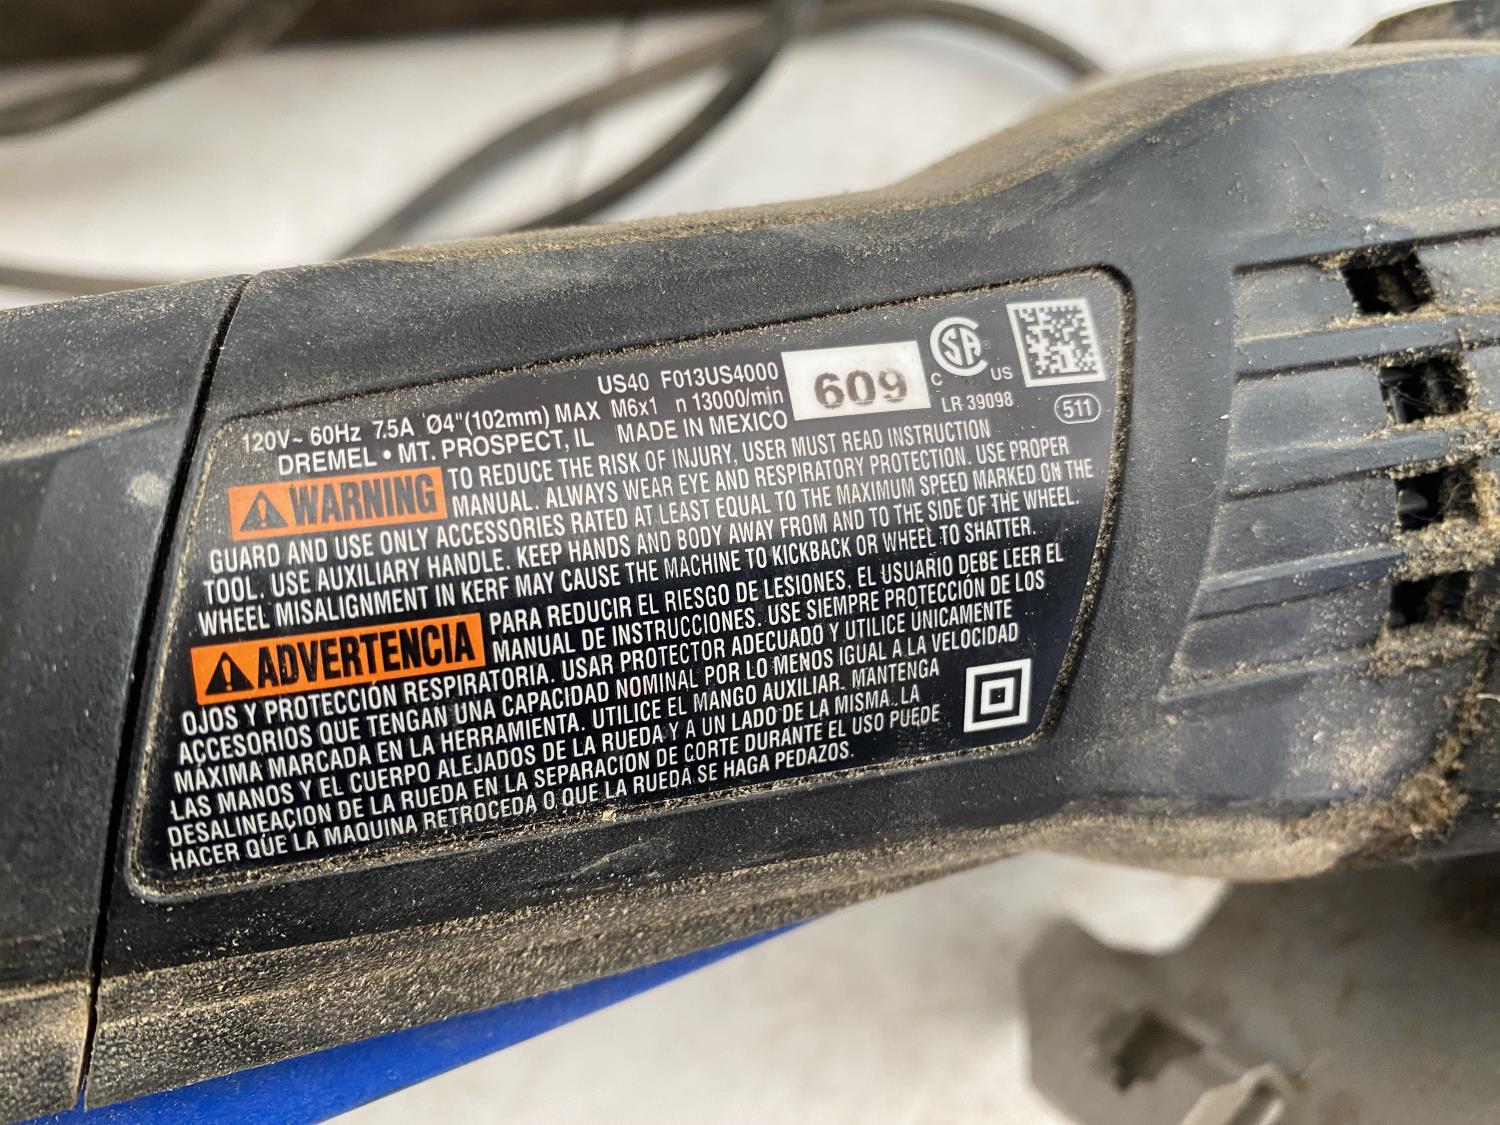 US40 F013US4000
120V~ 60Hz 7.5A Ø4"(102mm) MAX M6x1 n 13000/min
DREMEL • MT. PROSPECT, IL MADE IN MEXICO
609
CSA
C US
LR 39098
511
WARNING TO REDUCE THE RISK OF INJURY, USER MUST READ INSTRUCTION
MANUAL. ALWAYS WEAR EYE AND RESPIRATORY PROTECTION. USE PROPER
GUARD AND USE ONLY ACCESSORIES RATED AT LEAST EQUAL TO THE MAXIMUM SPEED MARKED ON THE
TOOL. USE AUXILIARY HANDLE. KEEP HANDS AND BODY AWAY FROM AND TO THE SIDE OF THE WHEEL.
WHEEL MISALIGNMENT IN KERF MAY CAUSE THE MACHINE TO KICKBACK OR WHEEL TO SHATTER.
ADVERTENCIA PARA REDUCIR EL RIESGO DE LESIONES, EL USUARIO DEBE LEER EL
MANUAL DE INSTRUCCIONES. USE SIEMPRE PROTECCIÓN DE LOS
OJOS Y PROTECCIÓN RESPIRATORIA. USAR PROTECTOR ADECUADO Y UTILICE ÚNICAMENTE
ACCESORIOS QUE TENGAN UNA CAPACIDAD NOMINAL POR LO MENOS IGUAL A LA VELOCIDAD
MÁXIMA MARCADA EN LA HERRAMIENTA. UTILICE EL MANGO AUXILIAR. MANTENGA
LAS MANOS Y EL CUERPO ALEJADOS DE LA RUEDA Y A UN LADO DE LA MISMA. LA
DESALINEACIÓN DE LA RUEDA EN LA SEPARACION DE CORTE DURANTE EL USO PUEDE
HACER QUE LA MAQUINA RETROCEDA O QUE LA RUEDA SE HAGA PEDAZOS.